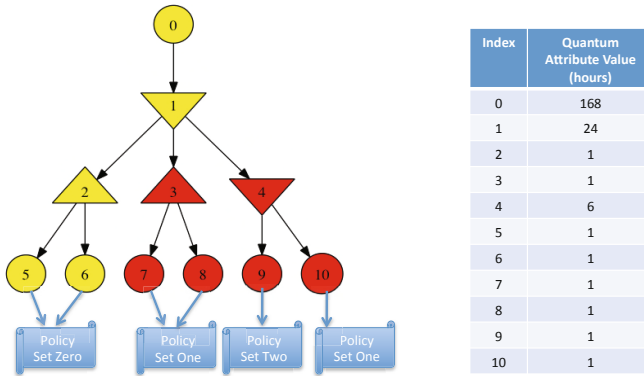 0
1
2
3
4
5
6
7
8
9
10
Policy
Set Zero
Policy
Set One
Policy
Set Two
Policy
Set One
Index Quantum
Attribute Value
(hours)
0 168
1 24
2 1
3 1
4 6
5 1
6 1
7 1
8 1
9 1
10 1